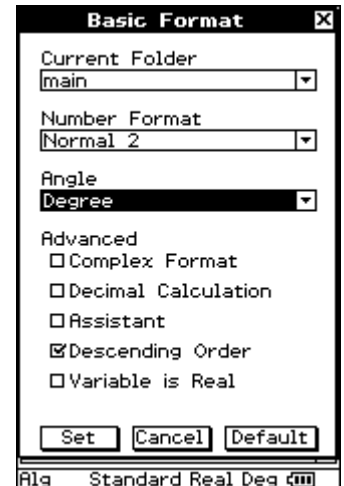 Basic Format
Current Folder
main
Number Format
Normal 2
Angle
Degree
Advanced
Complex Format
Decimal Calculation
Assistant
Descending Order
Variable is Real
Set Cancel Default
Alg Standard Real Deg